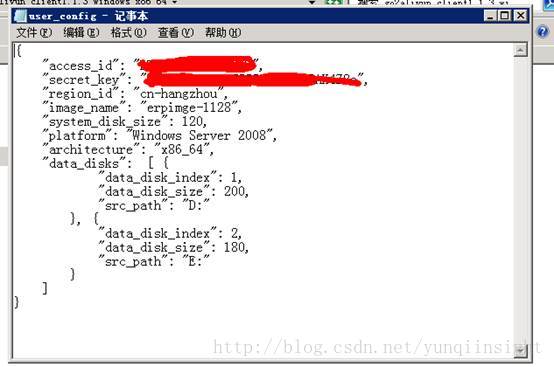 user_config - 记事本
文件(F) 编辑(E) 格式(O) 查看(V) 帮助(H)
{
"access_id": "
"secret_key": "
"region_id": "cn-hangzhou",
"image_name": "erpimge-1128",
"system_disk_size": 120,
"platform": "Windows Server 2008",
"architecture": "x86_64",
"data_disks": [ {
"data_disk_index": 1,
"data_disk_size": 200,
"src_path": "D:"
}, {
"data_disk_index": 2,
"data_disk_size": 180,
"src_path": "E:"
}
]
}
http://blog.csdn.net/yunqiinsight